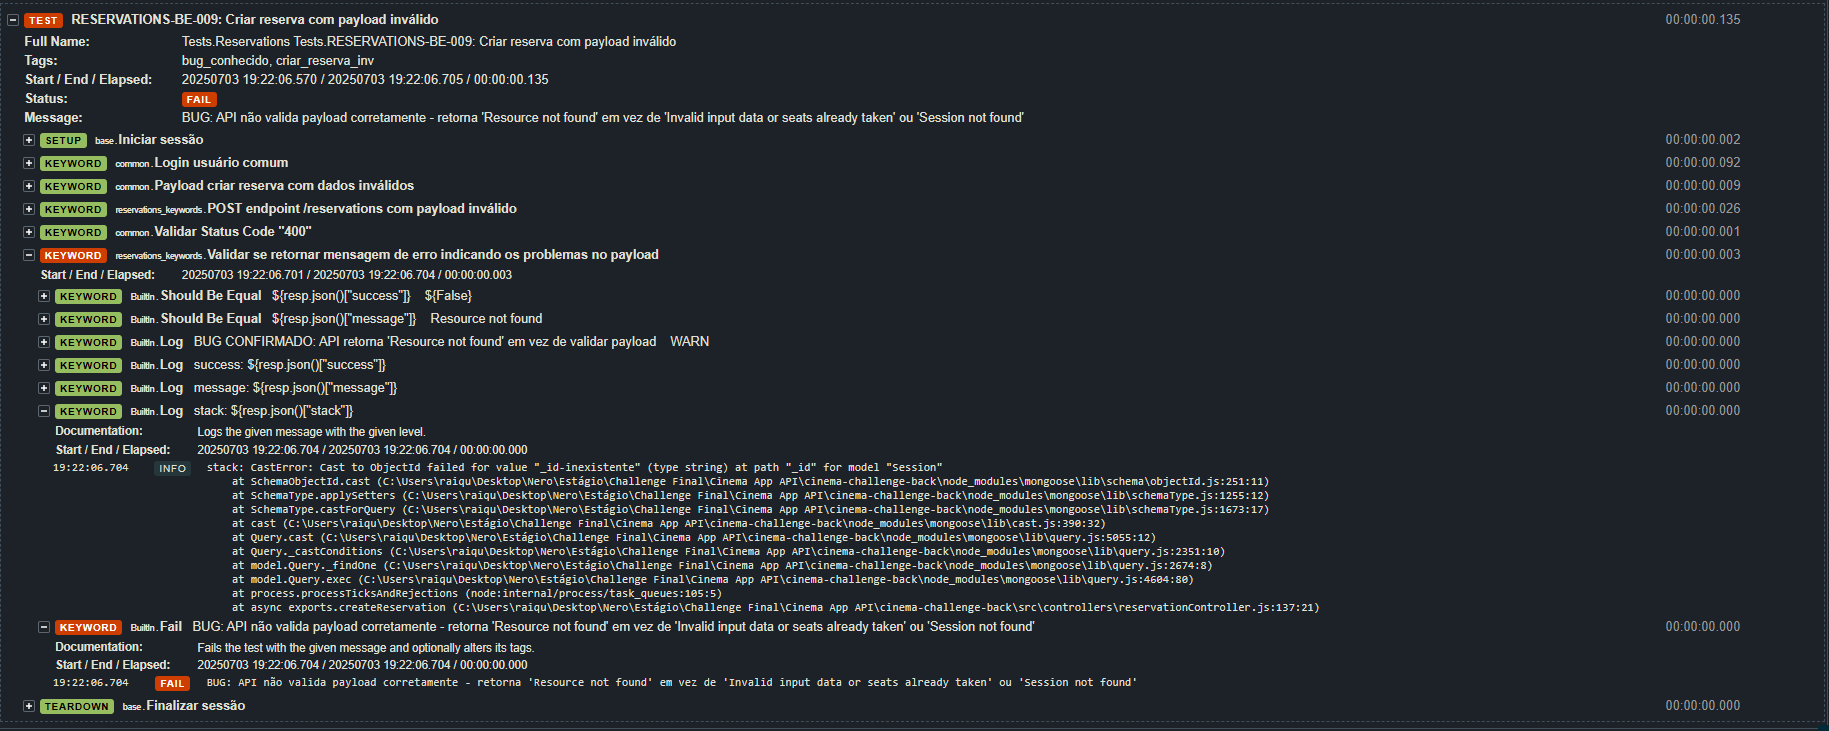 TEST RESERVATIONS-BE-009: Criar reserva com payload inválido 00:00:00.135
Full Name: Tests.Reservations Tests.RESERVATIONS-BE-009: Criar reserva com payload inválido
Tags: bug_conhecido, criar_reserva_inv
Start / End / Elapsed: 20250703 19:22:06.570 / 20250703 19:22:06.705 / 00:00:00.135
Status: FAIL
Message: BUG: API não valida payload corretamente - retorna 'Resource not found' em vez de 'Invalid input data or seats already taken' ou 'Session not found'
SETUP base.Iniciar sessão 00:00:00.002
KEYWORD common.Login usuário comum 00:00:00.092
KEYWORD common.Payload criar reserva com dados inválidos 00:00:00.009
KEYWORD reservations_keywords.POST endpoint /reservations com payload inválido 00:00:00.026
KEYWORD common.Validar Status Code "400" 00:00:00.001
KEYWORD reservations_keywords.Validar se retornar mensagem de erro indicando os problemas no payload 00:00:00.003
Start / End / Elapsed: 20250703 19:22:06.701 / 20250703 19:22:06.704 / 00:00:00.003
KEYWORD BuiltIn.Should Be Equal ${resp.json()["success"]} ${False} 00:00:00.000
KEYWORD BuiltIn.Should Be Equal ${resp.json()["message"]} Resource not found 00:00:00.000
KEYWORD BuiltIn.Log BUG CONFIRMADO: API retorna 'Resource not found' em vez de validar payload WARN 00:00:00.000
KEYWORD BuiltIn.Log success: ${resp.json()["success"]} 00:00:00.000
KEYWORD BuiltIn.Log message: ${resp.json()["message"]} 00:00:00.000
KEYWORD BuiltIn.Log stack: ${resp.json()["stack"]} 00:00:00.000
Documentation: Logs the given message with the given level.
Start / End / Elapsed: 20250703 19:22:06.704 / 20250703 19:22:06.704 / 00:00:00.000
19:22:06.704 INFO stack: CastError: Cast to ObjectId failed for value "_id-inexistente" (type string) at path "_id" for model "Session"
at SchemaObjectId.cast (C:\Users\raiqu\Desktop\Nero\Estágio\Challenge Final\Cinema App API\cinema-challenge-back\node_modules\mongoose\lib\schema\objectId.js:251:11)
at SchemaType.applySetters (C:\Users\raiqu\Desktop\Nero\Estágio\Challenge Final\Cinema App API\cinema-challenge-back\node_modules\mongoose\lib\schemaType.js:1255:12)
at SchemaType.castForQuery (C:\Users\raiqu\Desktop\Nero\Estágio\Challenge Final\Cinema App API\cinema-challenge-back\node_modules\mongoose\lib\schemaType.js:1673:17)
at cast (C:\Users\raiqu\Desktop\Nero\Estágio\Challenge Final\Cinema App API\cinema-challenge-back\node_modules\mongoose\lib\cast.js:390:32)
at Query.cast (C:\Users\raiqu\Desktop\Nero\Estágio\Challenge Final\Cinema App API\cinema-challenge-back\node_modules\mongoose\lib\query.js:5055:12)
at Query._castConditions (C:\Users\raiqu\Desktop\Nero\Estágio\Challenge Final\Cinema App API\cinema-challenge-back\node_modules\mongoose\lib\query.js:2351:10)
at model.Query._findOne (C:\Users\raiqu\Desktop\Nero\Estágio\Challenge Final\Cinema App API\cinema-challenge-back\node_modules\mongoose\lib\query.js:2674:8)
at model.Query.exec (C:\Users\raiqu\Desktop\Nero\Estágio\Challenge Final\Cinema App API\cinema-challenge-back\node_modules\mongoose\lib\query.js:4604:80)
at process.processTicksAndRejections (node:internal/process/task_queues:105:5)
at async exports.createReservation (C:\Users\raiqu\Desktop\Nero\Estágio\Challenge Final\Cinema App API\cinema-challenge-back\src\controllers\reservationController.js:137:21)
KEYWORD BuiltIn.Fail BUG: API não valida payload corretamente - retorna 'Resource not found' em vez de 'Invalid input data or seats already taken' ou 'Session not found' 00:00:00.000
Documentation: Fails the test with the given message and optionally alters its tags.
Start / End / Elapsed: 20250703 19:22:06.704 / 20250703 19:22:06.704 / 00:00:00.000
19:22:06.704 FAIL BUG: API não valida payload corretamente - retorna 'Resource not found' em vez de 'Invalid input data or seats already taken' ou 'Session not found'
TEARDOWN base.Finalizar sessão 00:00:00.000